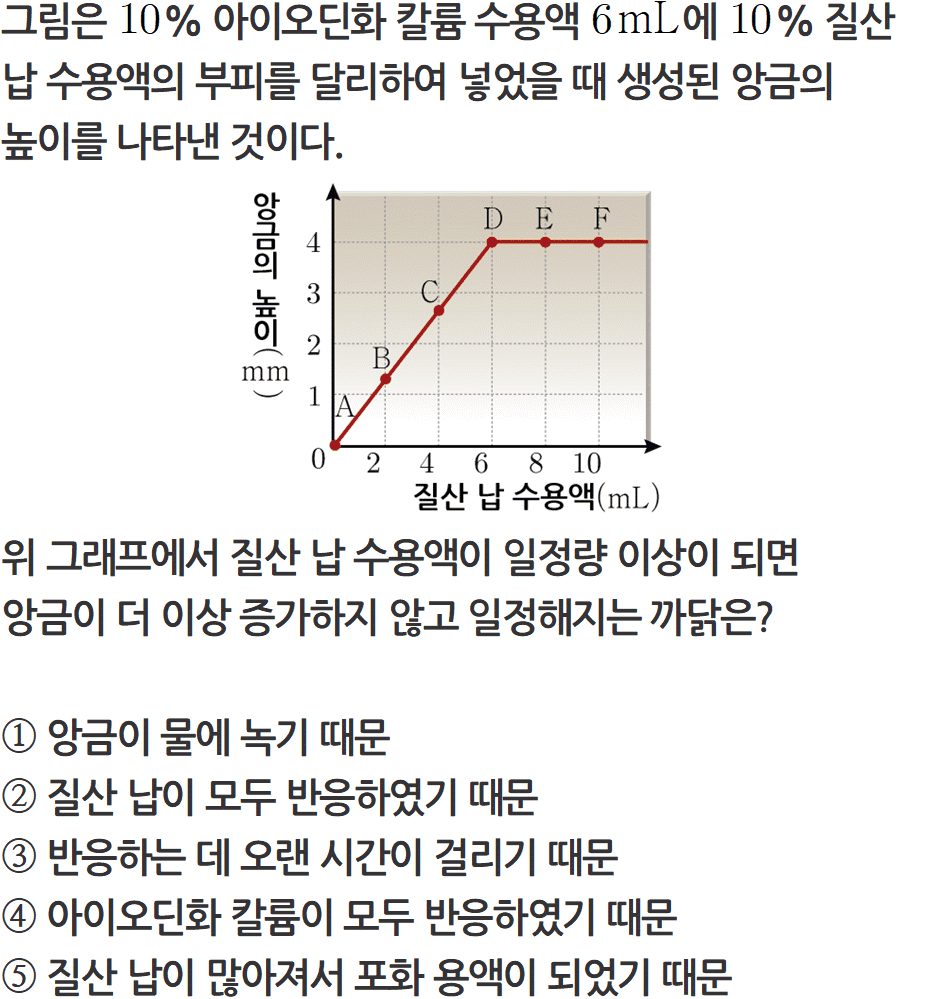 그림은 10% 아이오딘화 칼륨 수용액 6mL에 10% 질산
납 수용액의 부피를 달리하여 넣었을 때 생성된 앙금의
높이를 나타낸 것이다.
앙금의 높이(mm)
4
3
2
1
0
A
B
C
D E F
2 4 6 8 10
질산 납 수용액(mL)
위 그래프에서 질산 납 수용액이 일정량 이상이 되면
앙금이 더 이상 증가하지 않고 일정해지는 까닭은?
① 앙금이 물에 녹기 때문
② 질산 납이 모두 반응하였기 때문
③ 반응하는 데 오랜 시간이 걸리기 때문
④ 아이오딘화 칼륨이 모두 반응하였기 때문
⑤ 질산 납이 많아져서 포화 용액이 되었기 때문